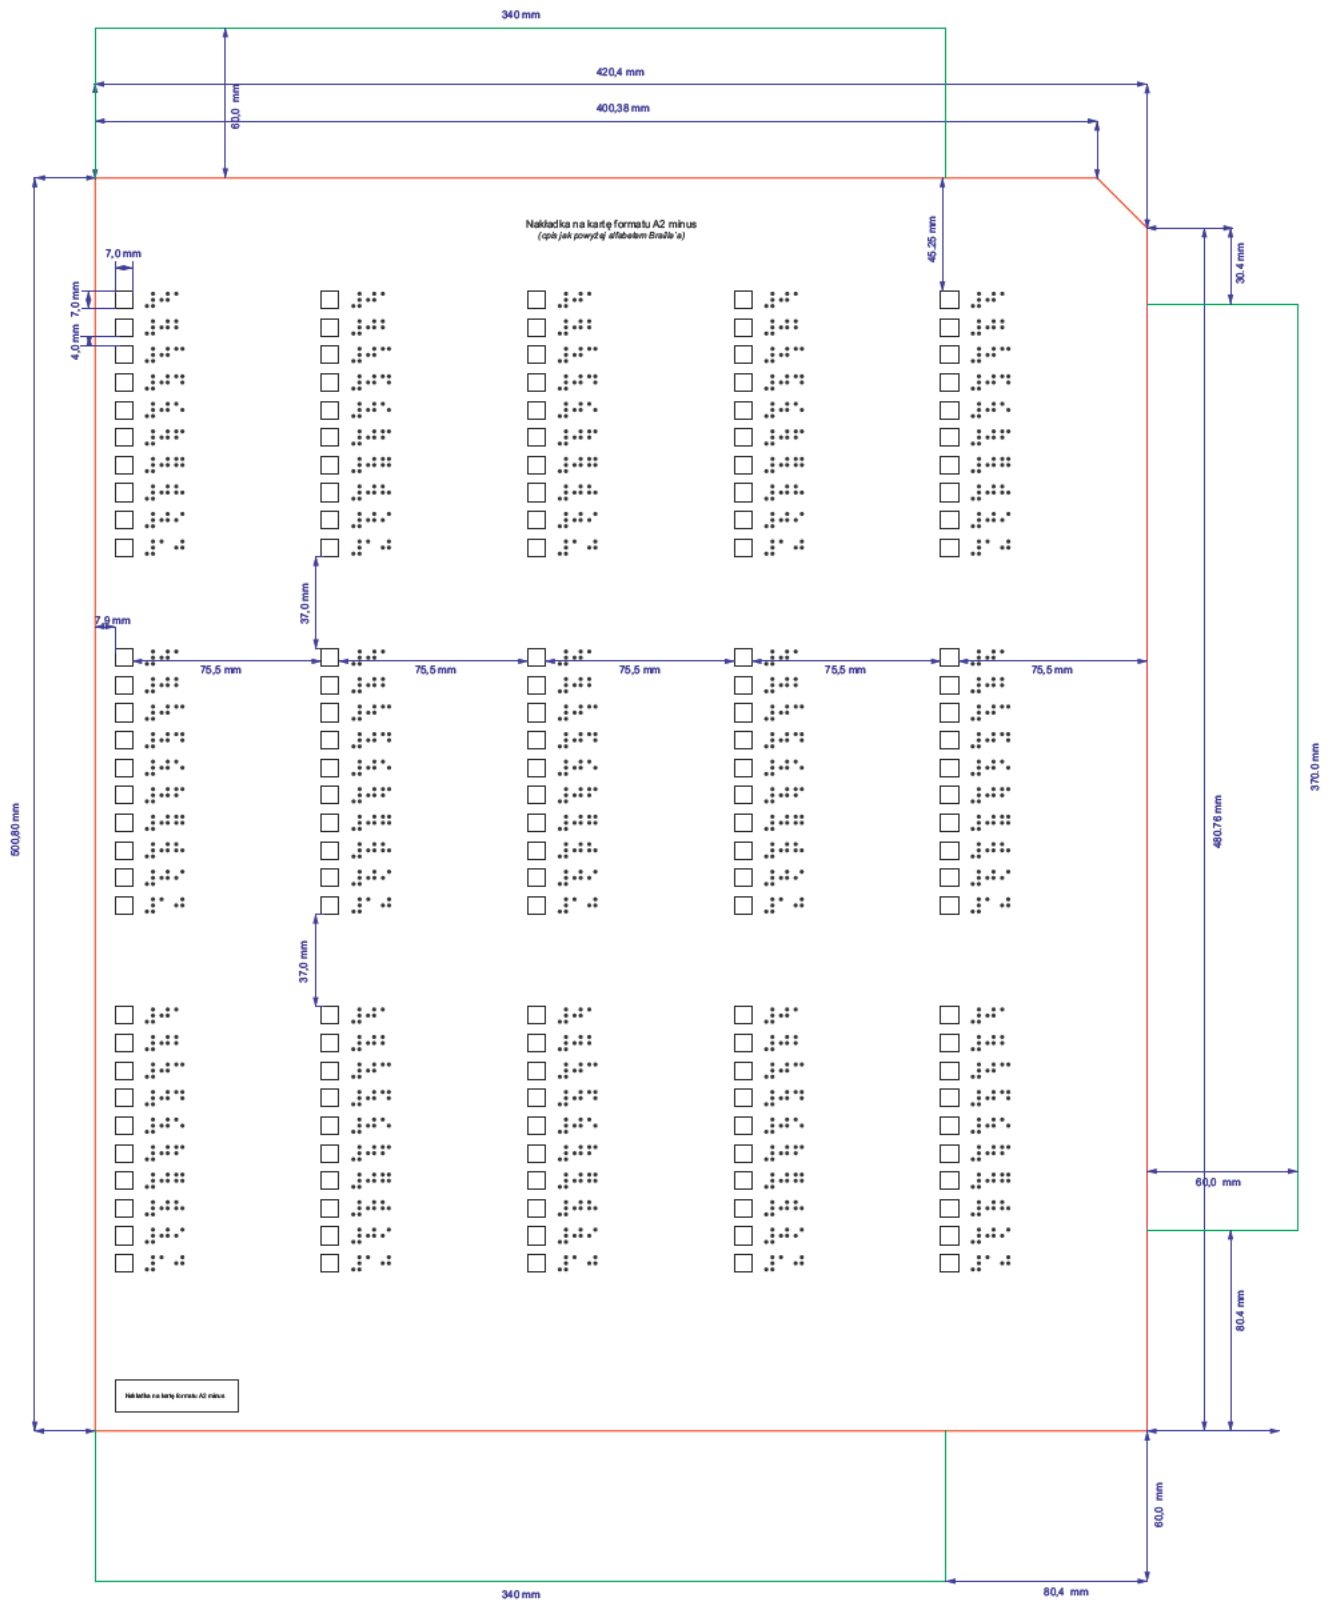 340 mm
420,4 mm
400,38 mm
60,0 mm
Nakładka na kartę formatu A2 minus
(opis jak powyżej alfabetem Braille`a)
45.25 mm
30.4 mm
7,0 mm
7,0 mm
4,0 mm
37,0 mm
7,9 mm
75,5 mm
75,5 mm
75,5 mm
75,5 mm
75,5 mm
370.0 mm
480.76 mm
500,80 mm
37,0 mm
60,0 mm
80.4 mm
Nakładka na kartę formatu A2 minus
60,0 mm
340 mm
80,4 mm